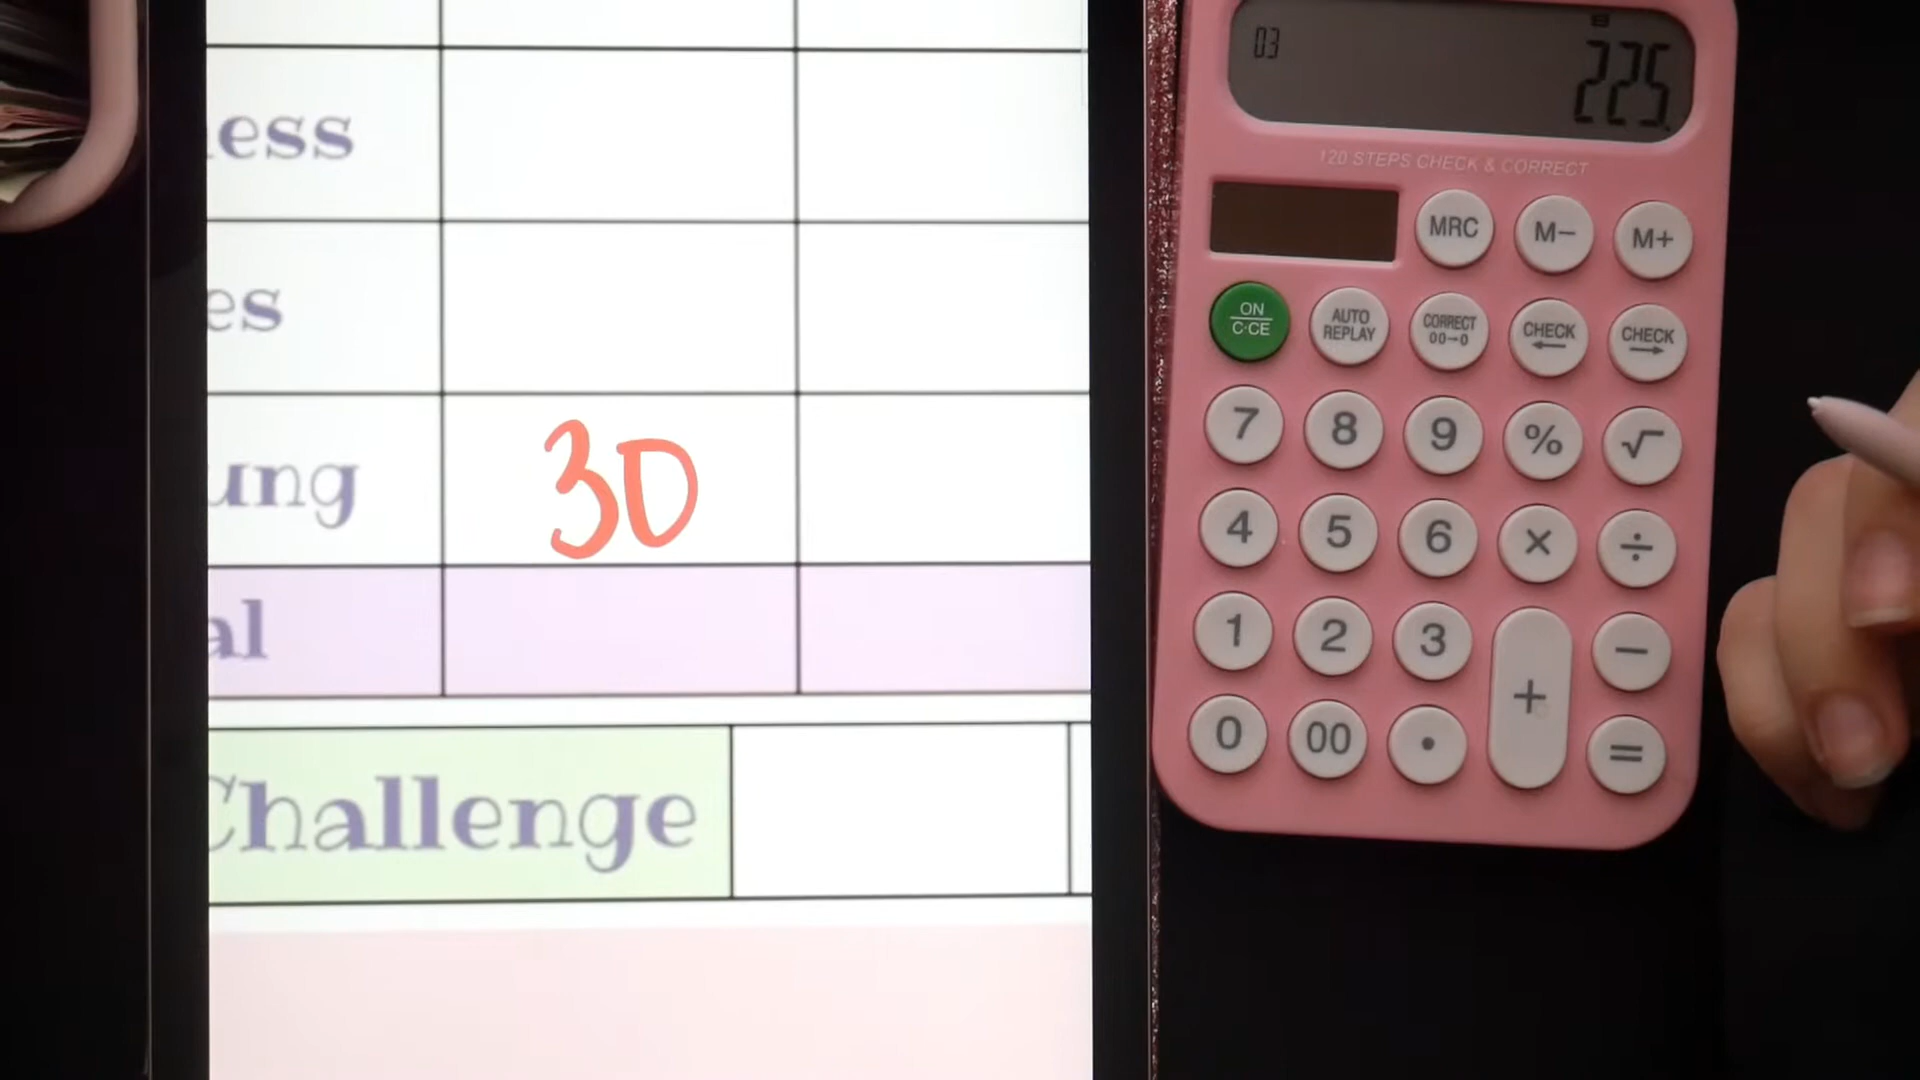 ess
es
ung 30
al
Challenge
03
225.
120 STEPS CHECK & CORRECT
MRC M− M+
ON C·CE AUTO REPLAY CORRECT 00→0 CHECK ← CHECK →
7 8 9 % √
4 5 6 × ÷
1 2 3 −
0 00 • + =